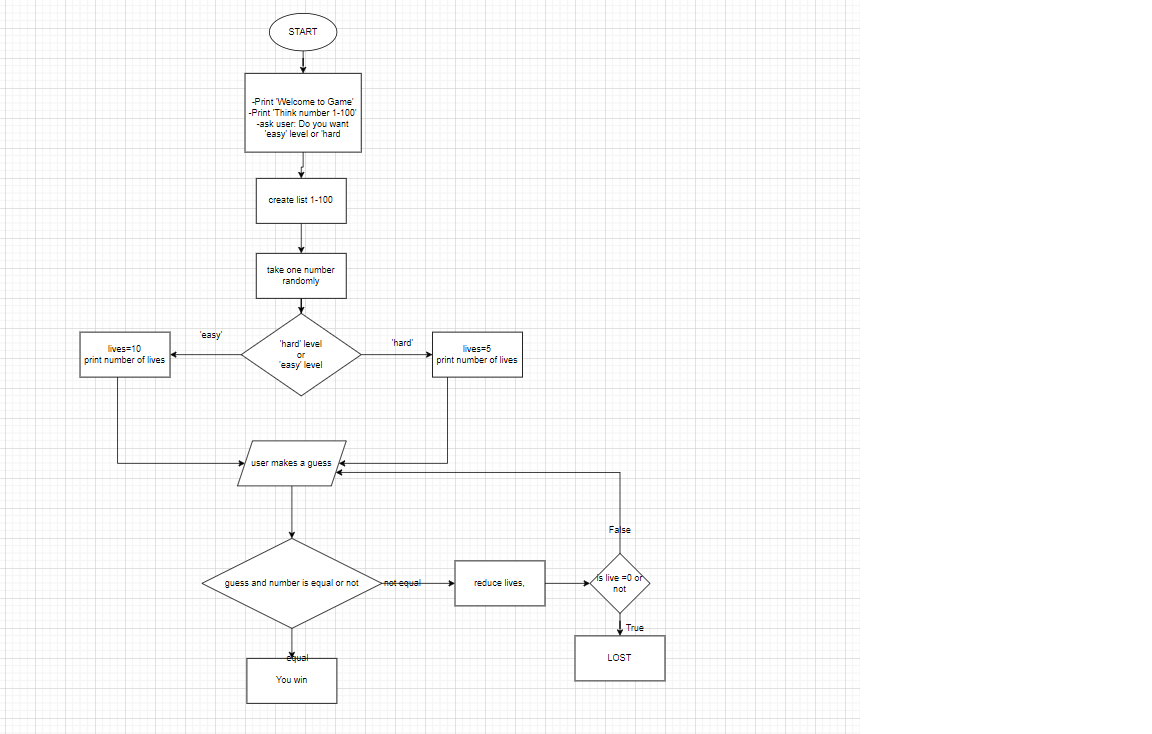 START
-Print 'Welcome to Game'
-Print 'Think number 1-100'
-ask user: Do you want
'easy' level or 'hard
create list 1-100
take one number
randomly
'easy'
'hard'
lives=10
print number of lives
'hard' level
or
'easy' level
lives=5
print number of lives
user makes a guess
False
guess and number is equal or not
not equal
reduce lives,
is live =0 or
not
True
equal
You win
LOST